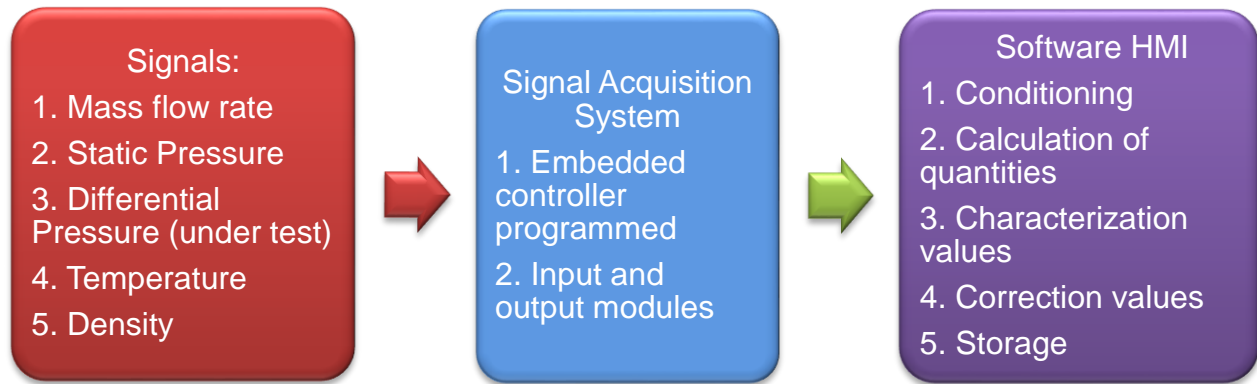 Signals:
1. Mass flow rate
2. Static Pressure
3. Differential
Pressure (under test)
4. Temperature
5. Density
Signal Acquisition
System
1. Embedded
controller
programmed
2. Input and
output modules
Software HMI
1. Conditioning
2. Calculation of
quantities
3. Characterization
values
4. Correction values
5. Storage